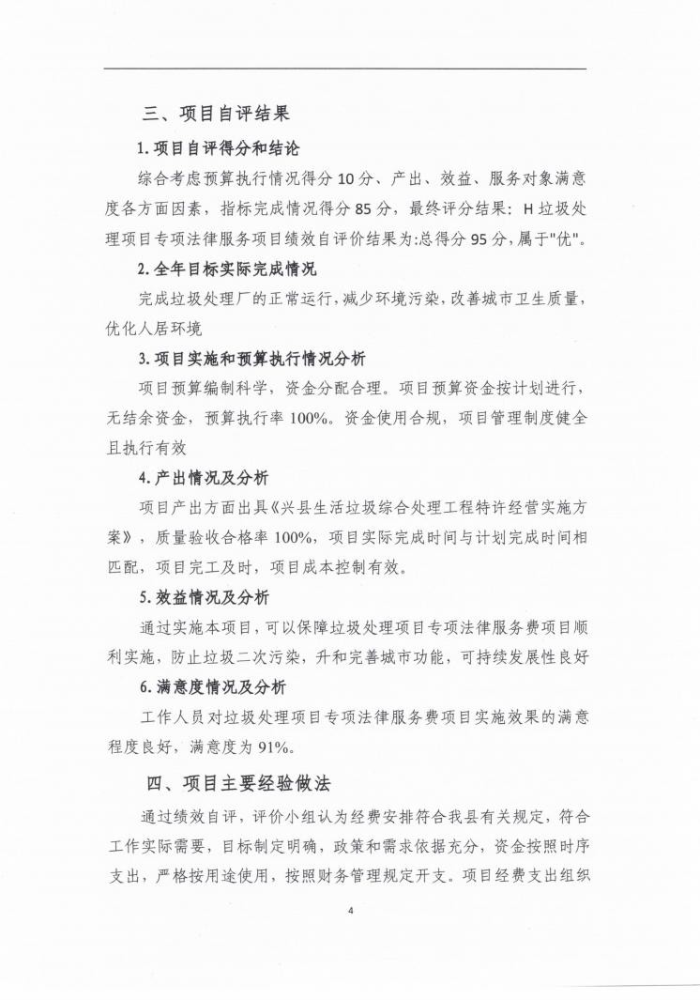 三、项目自评结果
1.项目自评得分和结论
综合考虑预算执行情况得分 10 分、产出、效益、服务对象满意
度各方面因素，指标完成情况得分 85 分，最终评分结果：H 垃圾处
理项目专项法律服务项目绩效自评价结果为:总得分 95 分，属于"优"。
2.全年目标实际完成情况
完成垃圾处理厂的正常运行，减少环境污染，改善城市卫生质量，
优化人居环境
3.项目实施和预算执行情况分析
项目预算编制科学，资金分配合理。项目预算资金按计划进行，
无结余资金，预算执行率 100%。资金使用合规，项目管理制度健全
且执行有效
4.产出情况及分析
项目产出方面出具《兴县生活垃圾综合处理工程特许经营实施方
案》，质量验收合格率 100%，项目实际完成时间与计划完成时间相
匹配，项目完工及时，项目成本控制有效。
5.效益情况及分析
通过实施本项目，可以保障垃圾处理项目专项法律服务费项目顺
利实施，防止垃圾二次污染，升和完善城市功能，可持续发展性良好
6.满意度情况及分析
工作人员对垃圾处理项目专项法律服务费项目实施效果的满意
程度良好，满意度为 91%。
四、项目主要经验做法
通过绩效自评，评价小组认为经费安排符合我县有关规定，符合
工作实际需要，目标制定明确，政策和需求依据充分，资金按照时序
支出，严格按用途使用，按照财务管理规定开支。项目经费支出组织
4